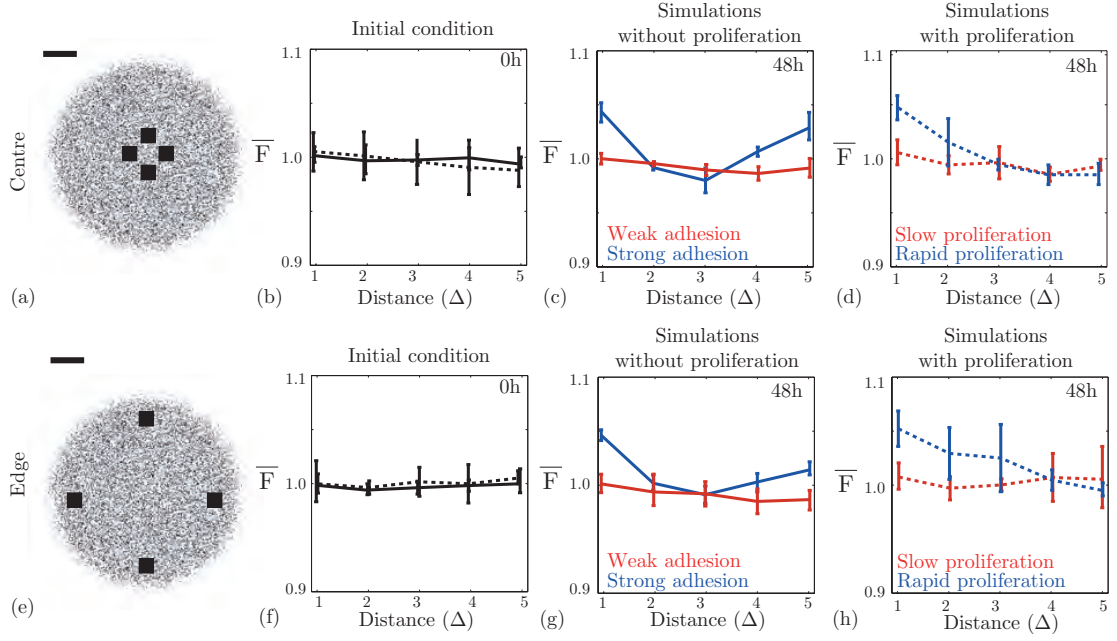 Centre
(a)
Initial condition
0h
1.1
1.0
0.9
F
1 2 3 4 5
Distance (Δ)
(b)
Simulations
without proliferation
48h
1.1
1.0
0.9
F
Weak adhesion
Strong adhesion
1 2 3 4 5
Distance (Δ)
(c)
Simulations
with proliferation
48h
1.1
1.0
0.9
F
Slow proliferation
Rapid proliferation
1 2 3 4 5
Distance (Δ)
(d)
Edge
(e)
Initial condition
0h
1.1
1.0
0.9
F
1 2 3 4 5
Distance (Δ)
(f)
Simulations
without proliferation
48h
1.1
1.0
0.9
F
Weak adhesion
Strong adhesion
1 2 3 4 5
Distance (Δ)
(g)
Simulations
with proliferation
48h
1.1
1.0
0.9
F
Slow proliferation
Rapid proliferation
1 2 3 4 5
Distance (Δ)
(h)